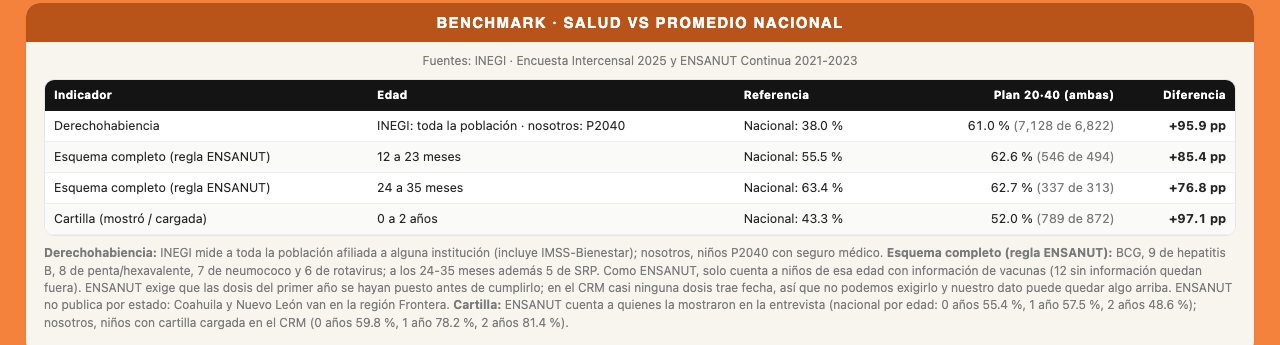 BENCHMARK · SALUD VS PROMEDIO NACIONAL
Fuentes: INEGI · Encuesta Intercensal 2025 y ENSANUT Continua 2021-2023
Indicador Edad Referencia Plan 20·40 (ambas) Diferencia
Derechohabiencia INEGI: toda la población · nosotros: P2040 Nacional: 38.0 % 61.0 % (7,128 de 6,822) +95.9 pp
Esquema completo (regla ENSANUT) 12 a 23 meses Nacional: 55.5 % 62.6 % (546 de 494) +85.4 pp
Esquema completo (regla ENSANUT) 24 a 35 meses Nacional: 63.4 % 62.7 % (337 de 313) +76.8 pp
Cartilla (mostró / cargada) 0 a 2 años Nacional: 43.3 % 52.0 % (789 de 872) +97.1 pp
Derechohabiencia: INEGI mide a toda la población afiliada a alguna institución (incluye IMSS-Bienestar); nosotros, niños P2040 con seguro médico. Esquema completo (regla ENSANUT): BCG, 9 de hepatitis
B, 8 de penta/hexavalente, 7 de neumococo y 6 de rotavirus; a los 24-35 meses además 5 de SRP. Como ENSANUT, solo cuenta a niños de esa edad con información de vacunas (12 sin información quedan
fuera). ENSANUT exige que las dosis del primer año se hayan puesto antes de cumplirlo; en el CRM casi ninguna dosis trae fecha, así que no podemos exigirlo y nuestro dato puede quedar algo arriba. ENSANUT
no publica por estado: Coahuila y Nuevo León van en la región Frontera. Cartilla: ENSANUT cuenta a quienes la mostraron en la entrevista (nacional por edad: 0 años 55.4 %, 1 año 57.5 %, 2 años 48.6 %);
nosotros, niños con cartilla cargada en el CRM (0 años 59.8 %, 1 año 78.2 %, 2 años 81.4 %).